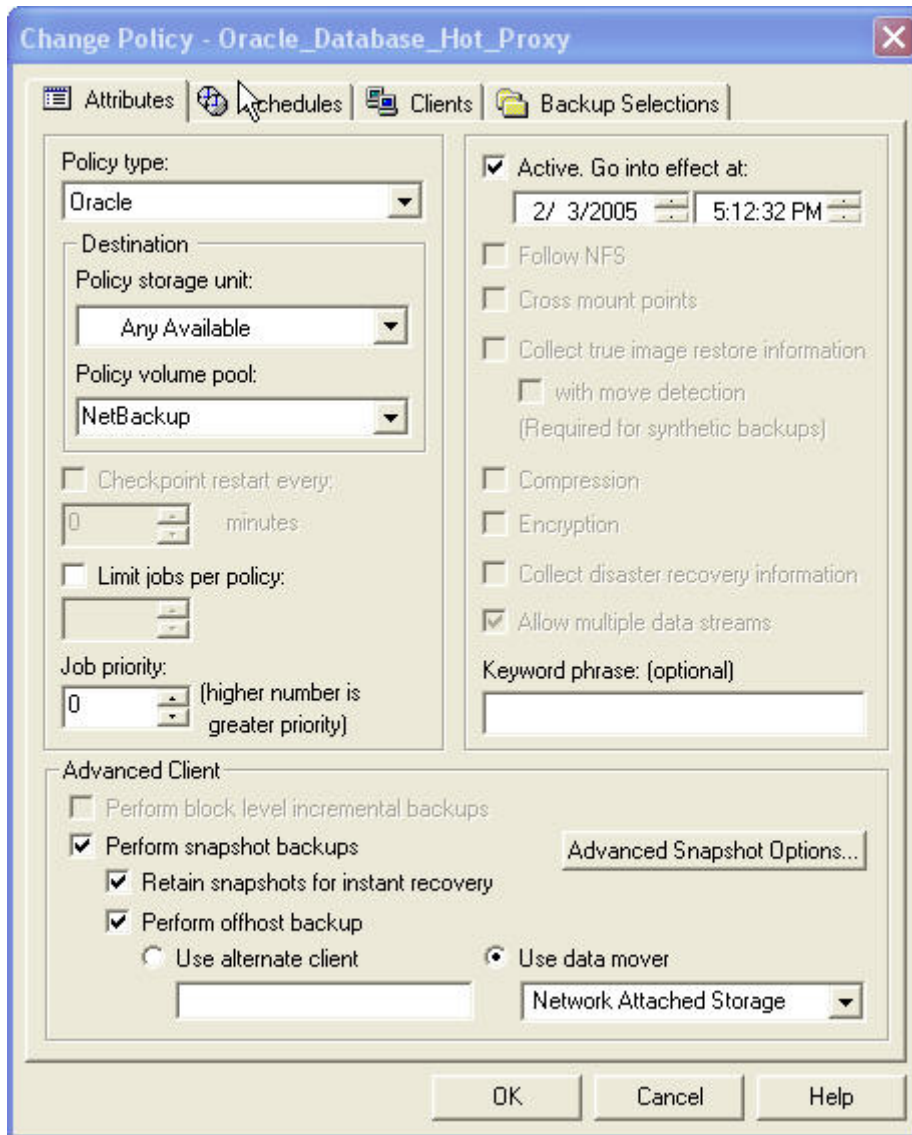 Change Policy - Oracle_Database_Hot_Proxy
Attributes
Schedules
Clients
Backup Selections
Policy type:
Oracle
Destination
Policy storage unit:
Any Available
Policy volume pool:
NetBackup
Checkpoint restart every:
0 minutes
Limit jobs per policy:
Job priority:
0 (higher number is
greater priority)
Active. Go into effect at:
2/ 3/2005 5:12:32 PM
Follow NFS
Cross mount points
Collect true image restore information
with move detection
(Required for synthetic backups)
Compression
Encryption
Collect disaster recovery information
Allow multiple data streams
Keyword phrase: (optional)
Advanced Client
Perform block level incremental backups
Perform snapshot backups
Advanced Snapshot Options...
Retain snapshots for instant recovery
Perform offhost backup
Use alternate client
Use data mover
Network Attached Storage
OK
Cancel
Help